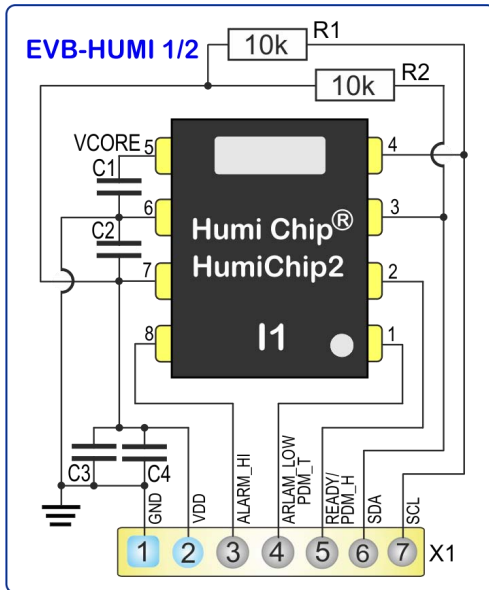 EVB-HUMI 1/2
10k
R1
10k
R2
VCORE
5
C1
4
6
C2
3
Humi Chip®
HumiChip2
7
2
8
I1
1
C3
C4
GND
VDD
ALARM_HI
ARLAM_LOW
PDM_T
READY/
PDM_H
SDA
SCL
1
2
3
4
5
6
7
X1